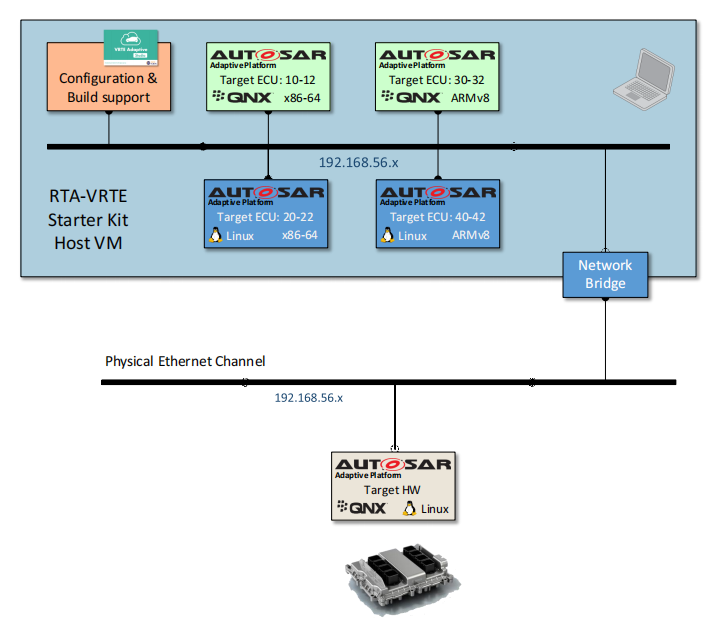 VRTE Adaptive
Configuration &
Build support
AUTOSAR
Adaptive Platform
Target ECU: 10-12
QNX x86-64
AUTOSAR
Adaptive Platform
Target ECU: 30-32
QNX ARMv8
192.168.56.x
RTA-VRTE
Starter Kit
Host VM
AUTOSAR
Adaptive Platform
Target ECU: 20-22
Linux x86-64
AUTOSAR
Adaptive Platform
Target ECU: 40-42
Linux ARMv8
Network
Bridge
Physical Ethernet Channel
192.168.56.x
AUTOSAR
Adaptive Platform
Target HW
QNX Linux